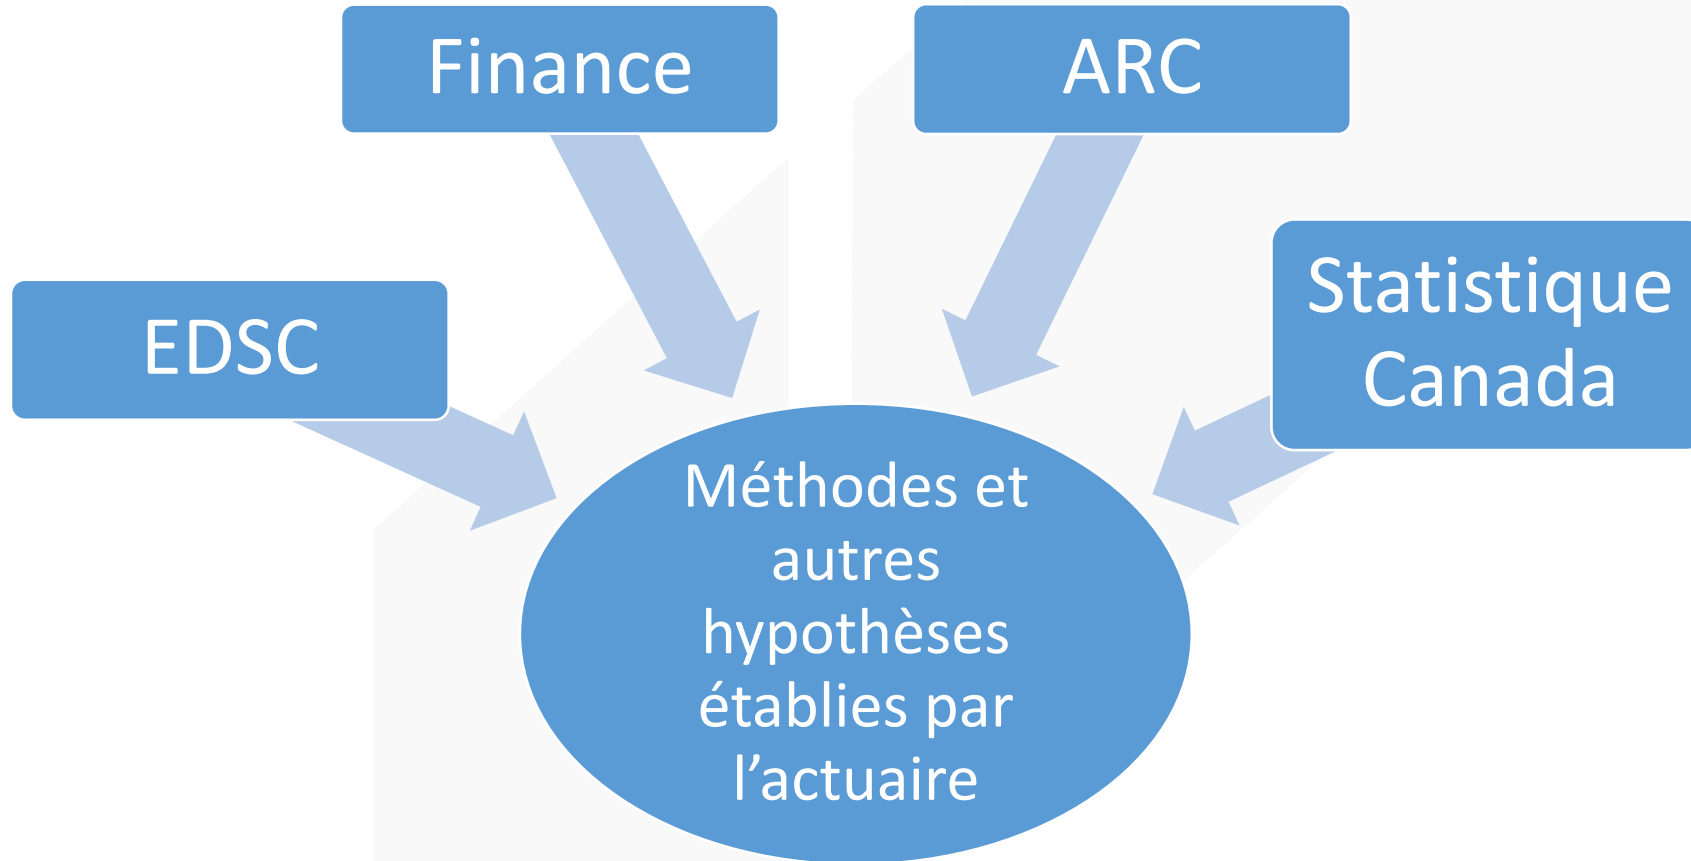 Finance
ARC
EDSC
Statistique
Canada
Méthodes et
autres
hypothèses
établies par
l’actuaire